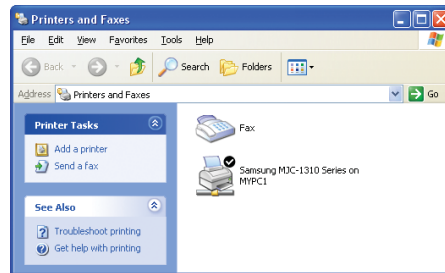 Printers and Faxes
File Edit View Favorites Tools Help
Back Search Folders
Address Printers and Faxes Go
Printer Tasks
Add a printer
Send a fax
See Also
Troubleshoot printing
Get help with printing
Fax
Samsung MJC-1310 Series on
MYPC1